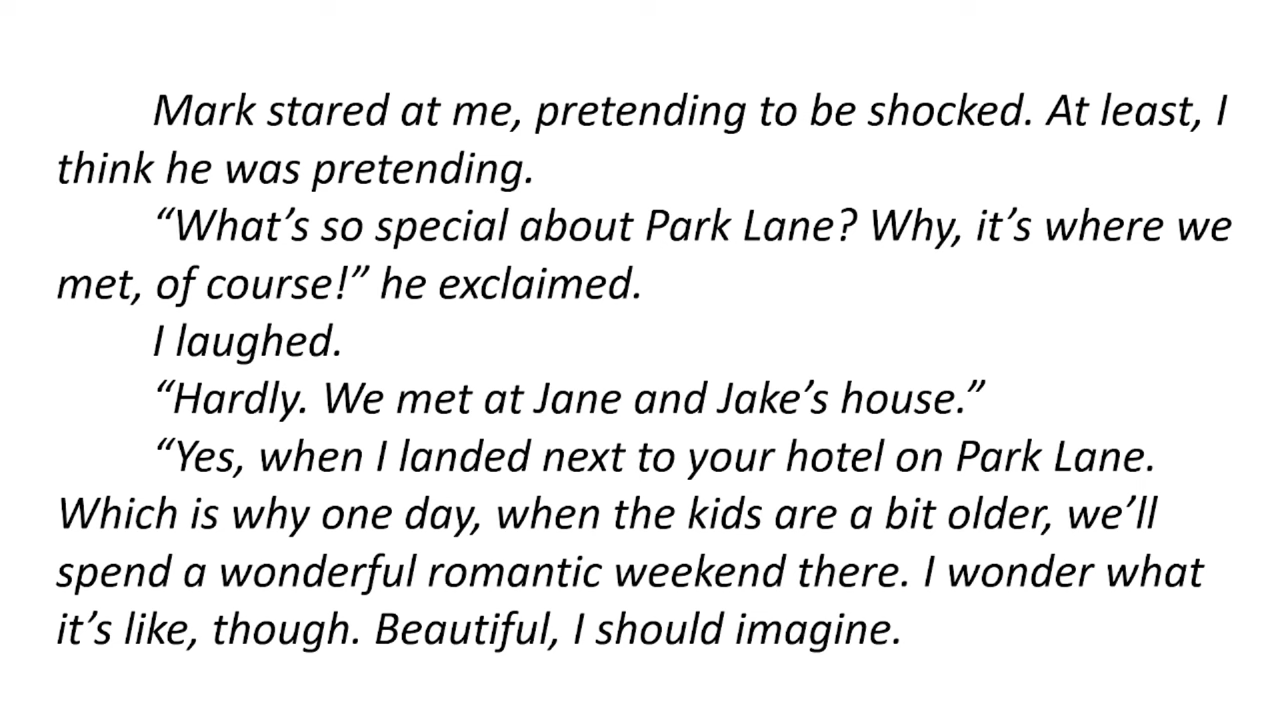 Mark stared at me, pretending to be shocked. At least, I
think he was pretending.
“What’s so special about Park Lane? Why, it’s where we
met, of course!” he exclaimed.
I laughed.
“Hardly. We met at Jane and Jake’s house.”
“Yes, when I landed next to your hotel on Park Lane.
Which is why one day, when the kids are a bit older, we’ll
spend a wonderful romantic weekend there. I wonder what
it’s like, though. Beautiful, I should imagine.